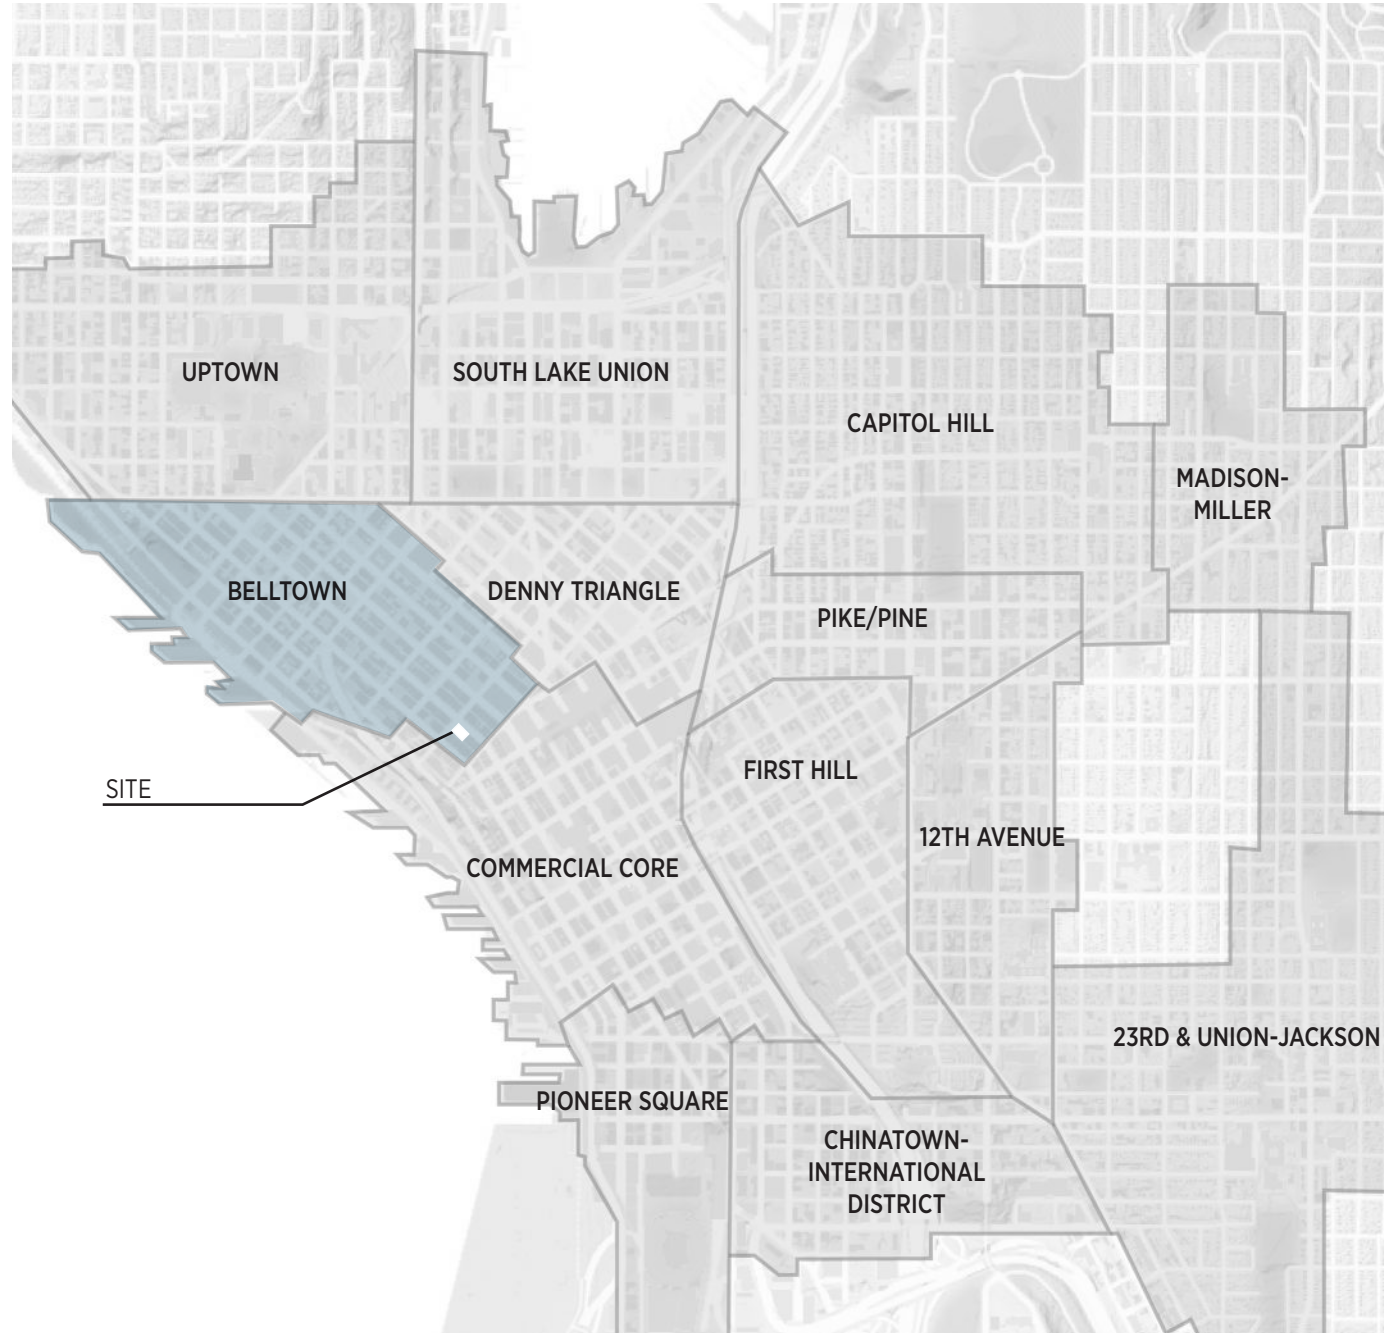 UPTOWN
SOUTH LAKE UNION
CAPITOL HILL
MADISON-
MILLER
BELLTOWN
DENNY TRIANGLE
PIKE/PINE
SITE
FIRST HILL
12TH AVENUE
COMMERCIAL CORE
23RD & UNION-JACKSON
PIONEER SQUARE
CHINATOWN-
INTERNATIONAL
DISTRICT